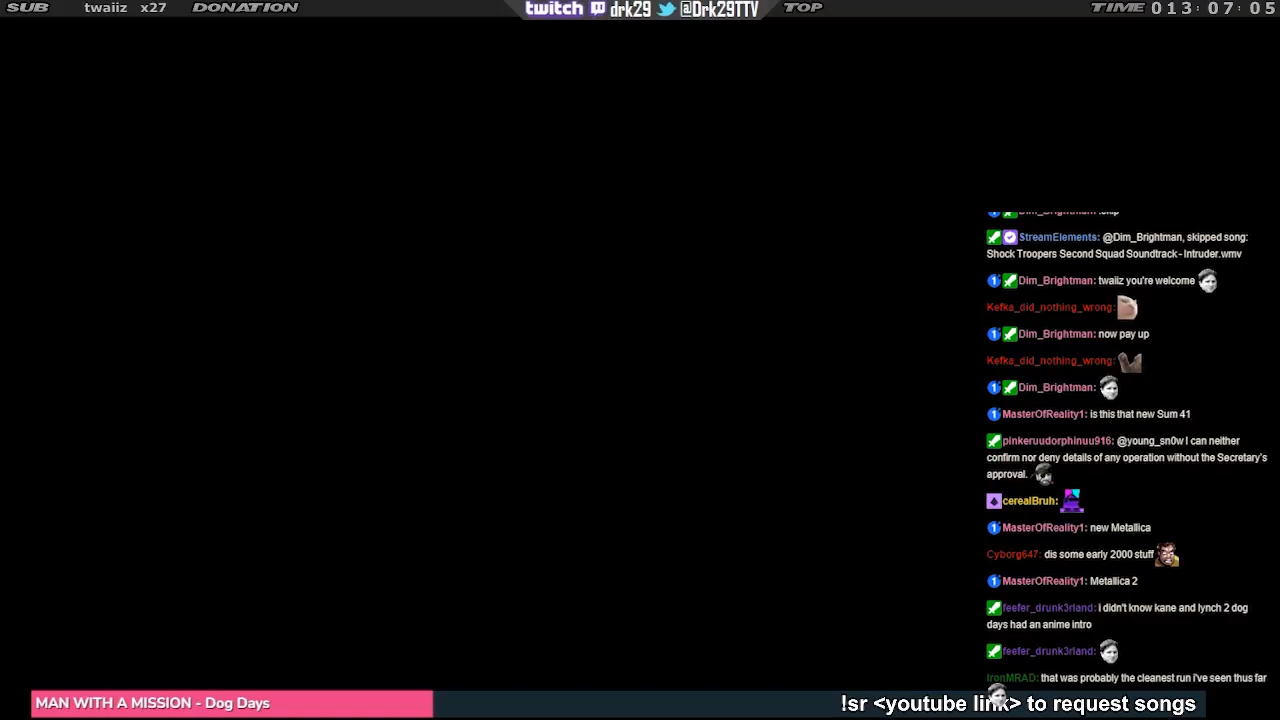 SUB twaiiz x27 DONATION twitch drk29 @Drk29TTV TOP TIME 013:07:05
Dim_Brightman: !skip
StreamElements: @Dim_Brightman, skipped song:
Shock Troopers Second Squad Soundtrack - Intruder.wmv
Dim_Brightman: twaiiz you're welcome
Kefka_did_nothing_wrong:
Dim_Brightman: now pay up
Kefka_did_nothing_wrong:
Dim_Brightman:
MasterOfReality1: is this that new Sum 41
pinkeruudorphinuu916: @young_sn0w I can neither
confirm nor deny details of any operation without the Secretary's
approval.
cerealBruh:
MasterOfReality1: new Metallica
Cyborg647: dis some early 2000 stuff
MasterOfReality1: Metallica 2
feefer_drunk3rland: i didn't know kane and lynch 2 dog
days had an anime intro
feefer_drunk3rland:
IronMRAD: that was probably the cleanest run i've seen thus far
MAN WITH A MISSION - Dog Days
!sr <youtube link> to request songs